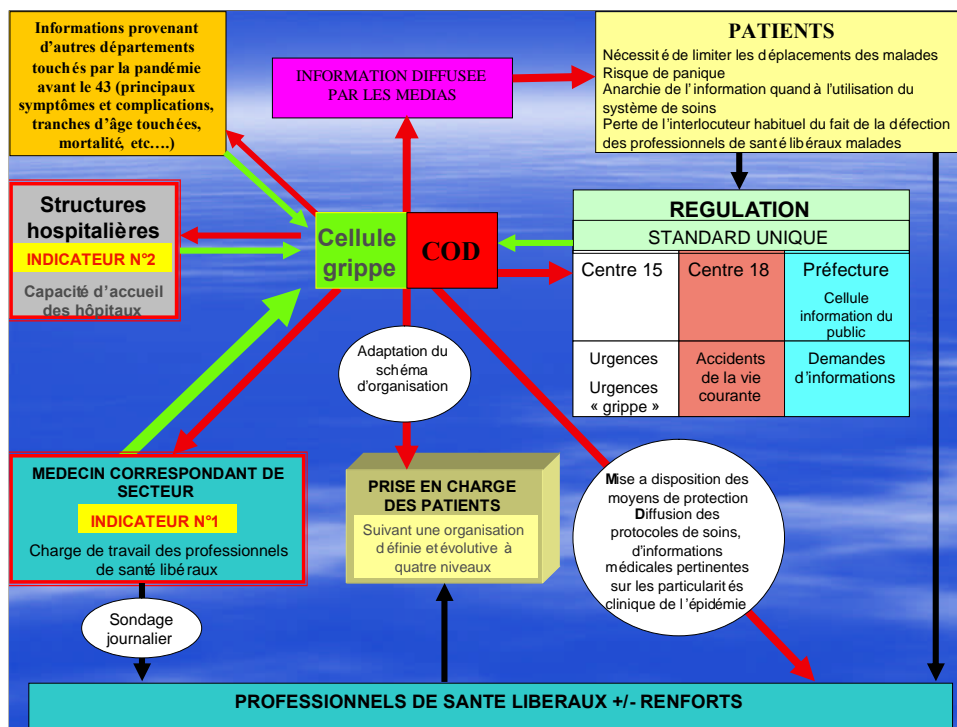 Informations provenant
d'autres départements
touchés par la pandémie
avant le 43 (principaux
symptômes et complications,
tranches d'âge touchées,
mortalité, etc….)
INFORMATION DIFFUSEE
PAR LES MEDIAS
PATIENTS
Nécessité de limiter les déplacements des malades
Risque de panique
Anarchie de l'information quand à l'utilisation du
système de soins
Perte de l'interlocuteur habituel du fait de la défection
des professionnels de santé libéraux malades
Structures
hospitalières
INDICATEUR N°2
Capacité d'accueil
des hôpitaux
Cellule
grippe
COD
REGULATION
STANDARD UNIQUE
Centre 15
Centre 18
Préfecture
Cellule
information du
public
Urgences
Urgences
« grippe »
Accidents
de la vie
courante
Demandes
d'informations
Adaptation du
schéma
d'organisation
MEDECIN CORRESPONDANT DE
SECTEUR
INDICATEUR N°1
Charge de travail des professionnels
de santé libéraux
PRISE EN CHARGE
DES PATIENTS
Suivant une organisation
définie et évolutive à
quatre niveaux
Mise a disposition des
moyens de protection
Diffusion des
protocoles de soins,
d'informations
médicales pertinentes
sur les particularités
clinique de l'épidémie
Sondage
journalier
PROFESSIONNELS DE SANTE LIBERAUX +/- RENFORTS